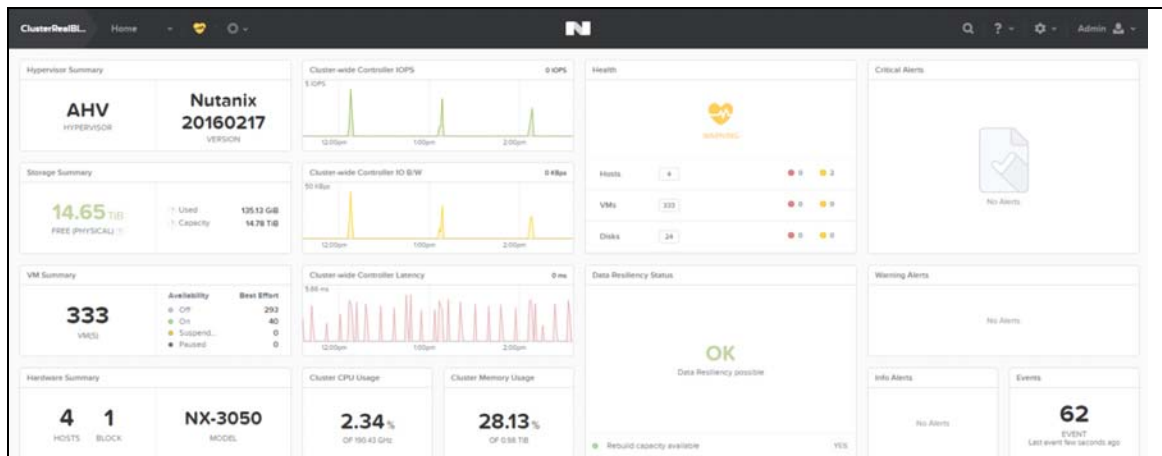 ClusterRealBl... Home ? Admin
Hypervisor Summary
AHV
HYPERVISOR
Nutanix
20160217
VERSION
Cluster-wide Controller IOPS 0 IOPS
5 IOPS
12:00pm 1:00pm 2:00pm
Health
WARNING
Hosts 4 0 2
VMs 333 0 0
Disks 24 0 0
Critical Alerts
No Alerts
Storage Summary
14.65 TiB
FREE (PHYSICAL)
Used 135.13 GiB
Capacity 14.78 TiB
Cluster-wide Controller IO B/W 0 KBps
50 KBps
12:00pm 1:00pm 2:00pm
VM Summary
333
VM(S)
Availability Best Effort
Off 293
On 40
Suspend... 0
Paused 0
Cluster-wide Controller Latency 0 ms
5.86 ms
12:00pm 1:00pm 2:00pm
Data Resiliency Status
OK
Data Resiliency possible
Rebuild capacity available YES
Warning Alerts
No Alerts
Hardware Summary
4 1
HOSTS BLOCK
NX-3050
MODEL
Cluster CPU Usage
2.34 %
OF 190.43 GHz
Cluster Memory Usage
28.13 %
OF 0.98 TiB
Info Alerts
No Alerts
Events
62
EVENT
Last event few seconds ago